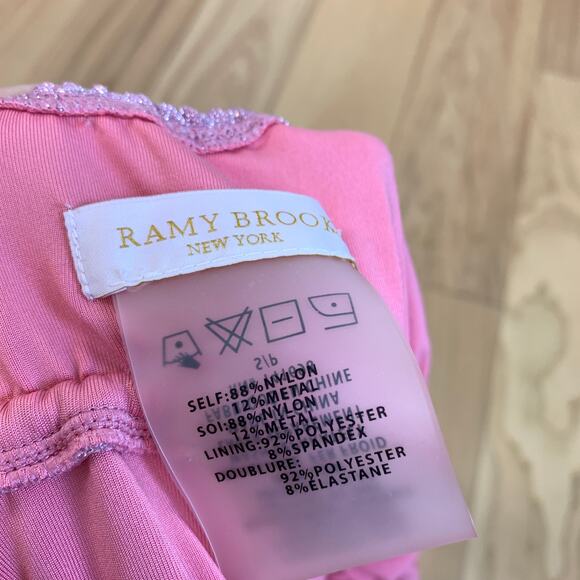 RAMY BROOK
NEW YORK
S/P
SELF:88%NYLON
12%METAL
SOI:88%NYLON
12%METAL
LINING:92%POLYESTER
8%SPANDEX
DOUBLURE:
92%POLYESTER
8%ELASTANE